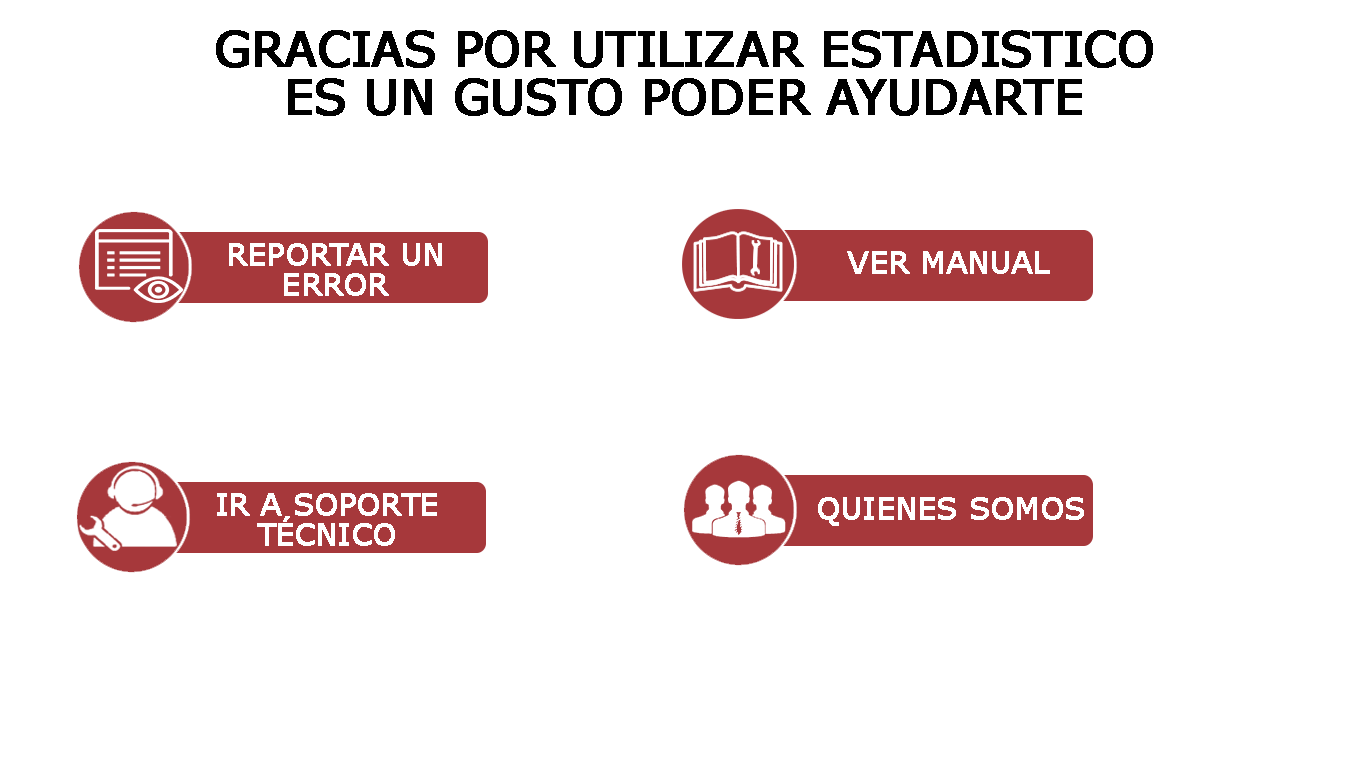 GRACIAS POR UTILIZAR ESTADISTICO
ES UN GUSTO PODER AYUDARTE
REPORTAR UN
ERROR
VER MANUAL
IR A SOPORTE
TÉCNICO
QUIENES SOMOS